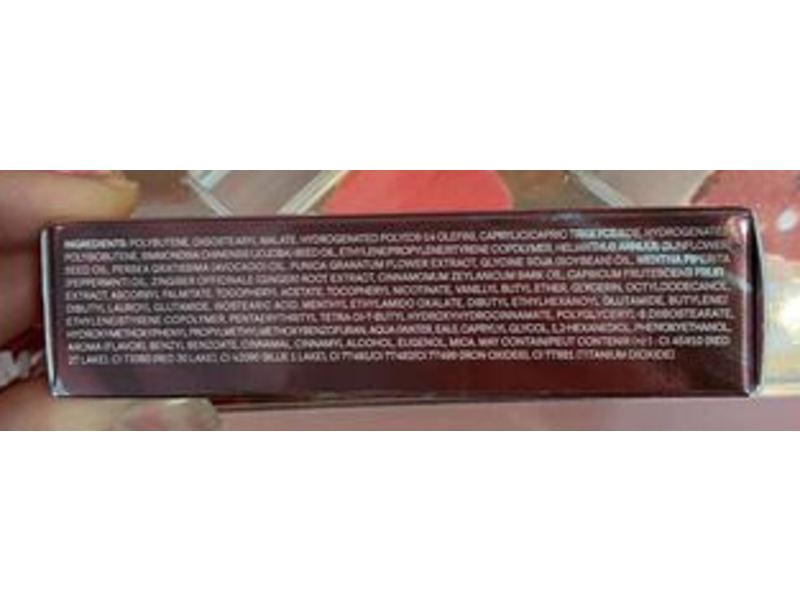 INGREDIENTS: POLYBUTENE, DIISOSTEARYL MALATE, HYDROGENATED POLY(C6-14 OLEFIN), CAPRYLIC/CAPRIC TRIGLYCERIDE, HYDROGENATED
POLYISOBUTENE, SIMMONDSIA CHINENSIS (JOJOBA) SEED OIL, ETHYLENE/PROPYLENE/STYRENE COPOLYMER, HELIANTHUS ANNUUS (SUNFLOWER)
SEED OIL, PERSEA GRATISSIMA (AVOCADO) OIL, PUNICA GRANATUM FLOWER EXTRACT, GLYCINE SOJA (SOYBEAN) OIL, MENTHA PIPERITA
(PEPPERMINT) OIL, ZINGIBER OFFICINALE (GINGER) ROOT EXTRACT, CINNAMOMUM ZEYLANICUM BARK OIL, CAPSICUM FRUTESCENS FRUIT
EXTRACT, ASCORBYL PALMITATE, TOCOPHERYL ACETATE, TOCOPHERYL NICOTINATE, VANILLYL BUTYL ETHER, GLYCERIN, OCTYLDODECANOL,
DIBUTYL LAUROYL GLUTAMIDE, ISOSTEARIC ACID, MENTHYL ETHYLAMIDO OXALATE, DIBUTYL ETHYLHEXANOYL GLUTAMIDE, BUTYLENE/
ETHYLENE/STYRENE COPOLYMER, PENTAERYTHRITYL TETRA-DI-T-BUTYL HYDROXYHYDROCINNAMATE, POLYGLYCERYL-2 DIISOSTEARATE,
HYDROXYMETHOXYPHENYL PROPYLMETHYLMETHOXYBENZOFURAN, AQUA (WATER, EAU), CAPRYLYL GLYCOL, 1,2-HEXANEDIOL, PHENOXYETHANOL,
AROMA (FLAVOR), BENZYL BENZOATE, CINNAMAL, CINNAMYL ALCOHOL, EUGENOL, MICA. MAY CONTAIN/PEUT CONTENIR (+/-): CI 45410 (RED
27 LAKE), CI 73360 (RED 30 LAKE), CI 42090 (BLUE 1 LAKE), CI 77491/CI 77492/CI 77499 (IRON OXIDES), CI 77891 (TITANIUM DIOXIDE)